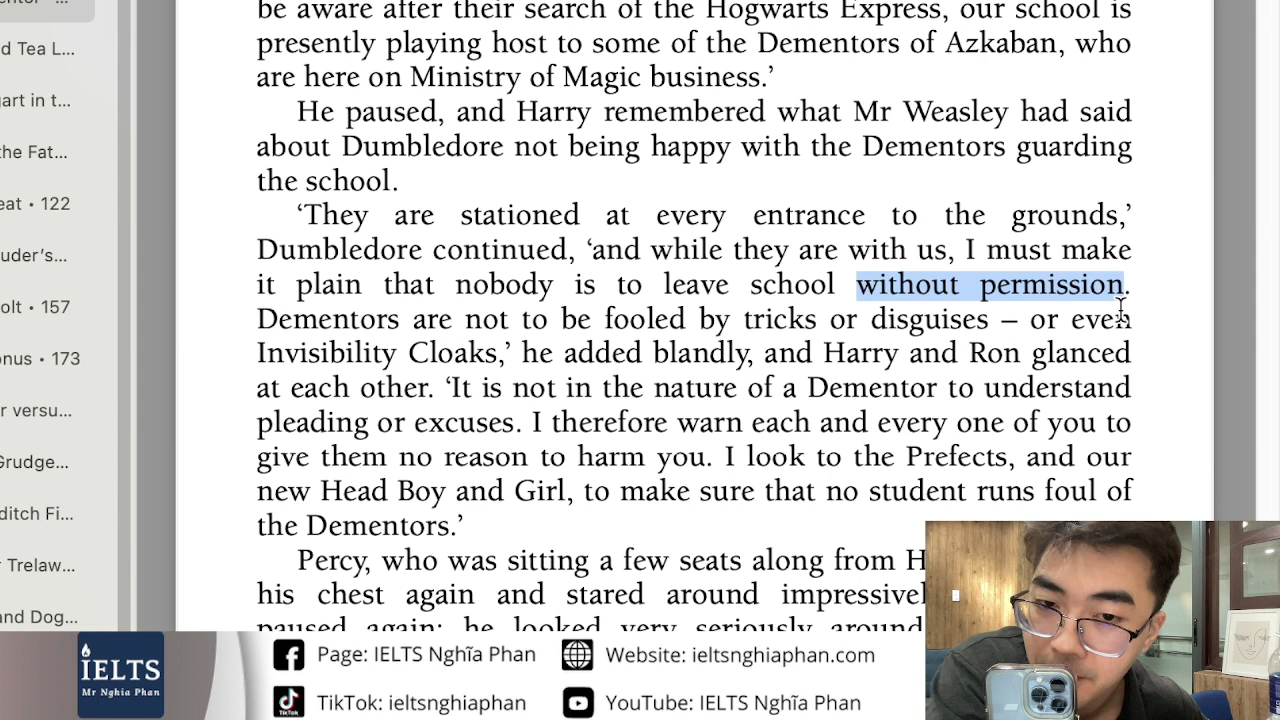 d Tea L...
gart in t...
the Fat...
eat • 122
uder's...
olt • 157
onus • 173
r versu...
Grudge...
ditch Fi...
r Trelaw...
and Dog...
be aware after their search of the Hogwarts Express, our school is
presently playing host to some of the Dementors of Azkaban, who
are here on Ministry of Magic business.’
He paused, and Harry remembered what Mr Weasley had said
about Dumbledore not being happy with the Dementors guarding
the school.
‘They are stationed at every entrance to the grounds,’
Dumbledore continued, ‘and while they are with us, I must make
it plain that nobody is to leave school without permission.
Dementors are not to be fooled by tricks or disguises – or even
Invisibility Cloaks,’ he added blandly, and Harry and Ron glanced
at each other. ‘It is not in the nature of a Dementor to understand
pleading or excuses. I therefore warn each and every one of you to
give them no reason to harm you. I look to the Prefects, and our
new Head Boy and Girl, to make sure that no student runs foul of
the Dementors.’
Percy, who was sitting a few seats along from H
his chest again and stared around impressivel
paused again; he looked very seriously around
IELTS
Mr Nghia Phan
Page: IELTS Nghĩa Phan
Website: ieltsnghiaphan.com
TikTok
TikTok: ieltsnghiaphan
YouTube: IELTS Nghĩa Phan